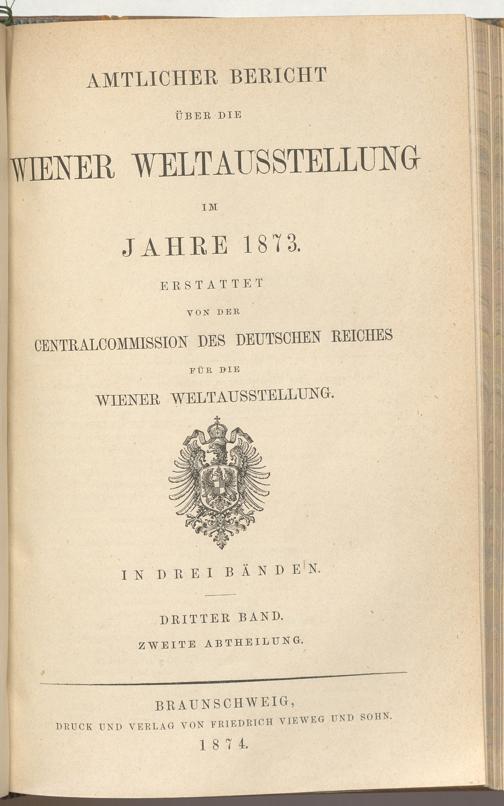 AMTLICHER BERICHT
ÜBER DIE
WIENER WELTAUSSTELLUNG
IM
JAHRE 1873.
ERSTATTET
VON DER
CENTRALCOMMISSION DES DEUTSCHEN REICHES
FÜR DIE
WIENER WELTAUSSTELLUNG.
IN DREI BÄNDEN.
DRITTER BAND.
ZWEITE ABTHEILUNG.
BRAUNSCHWEIG,
DRUCK UND VERLAG VON FRIEDRICH VIEWEG UND SOHN.
1874.